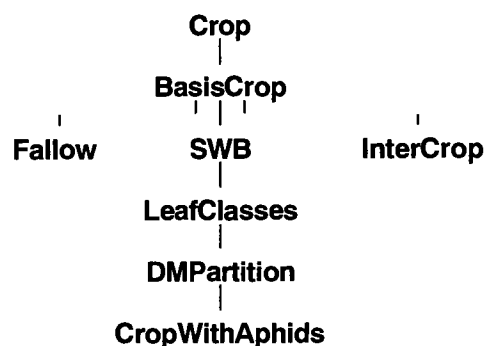 Crop
BasisCrop
Fallow SWB InterCrop
LeafClasses
DMPartition
CropWithAphids